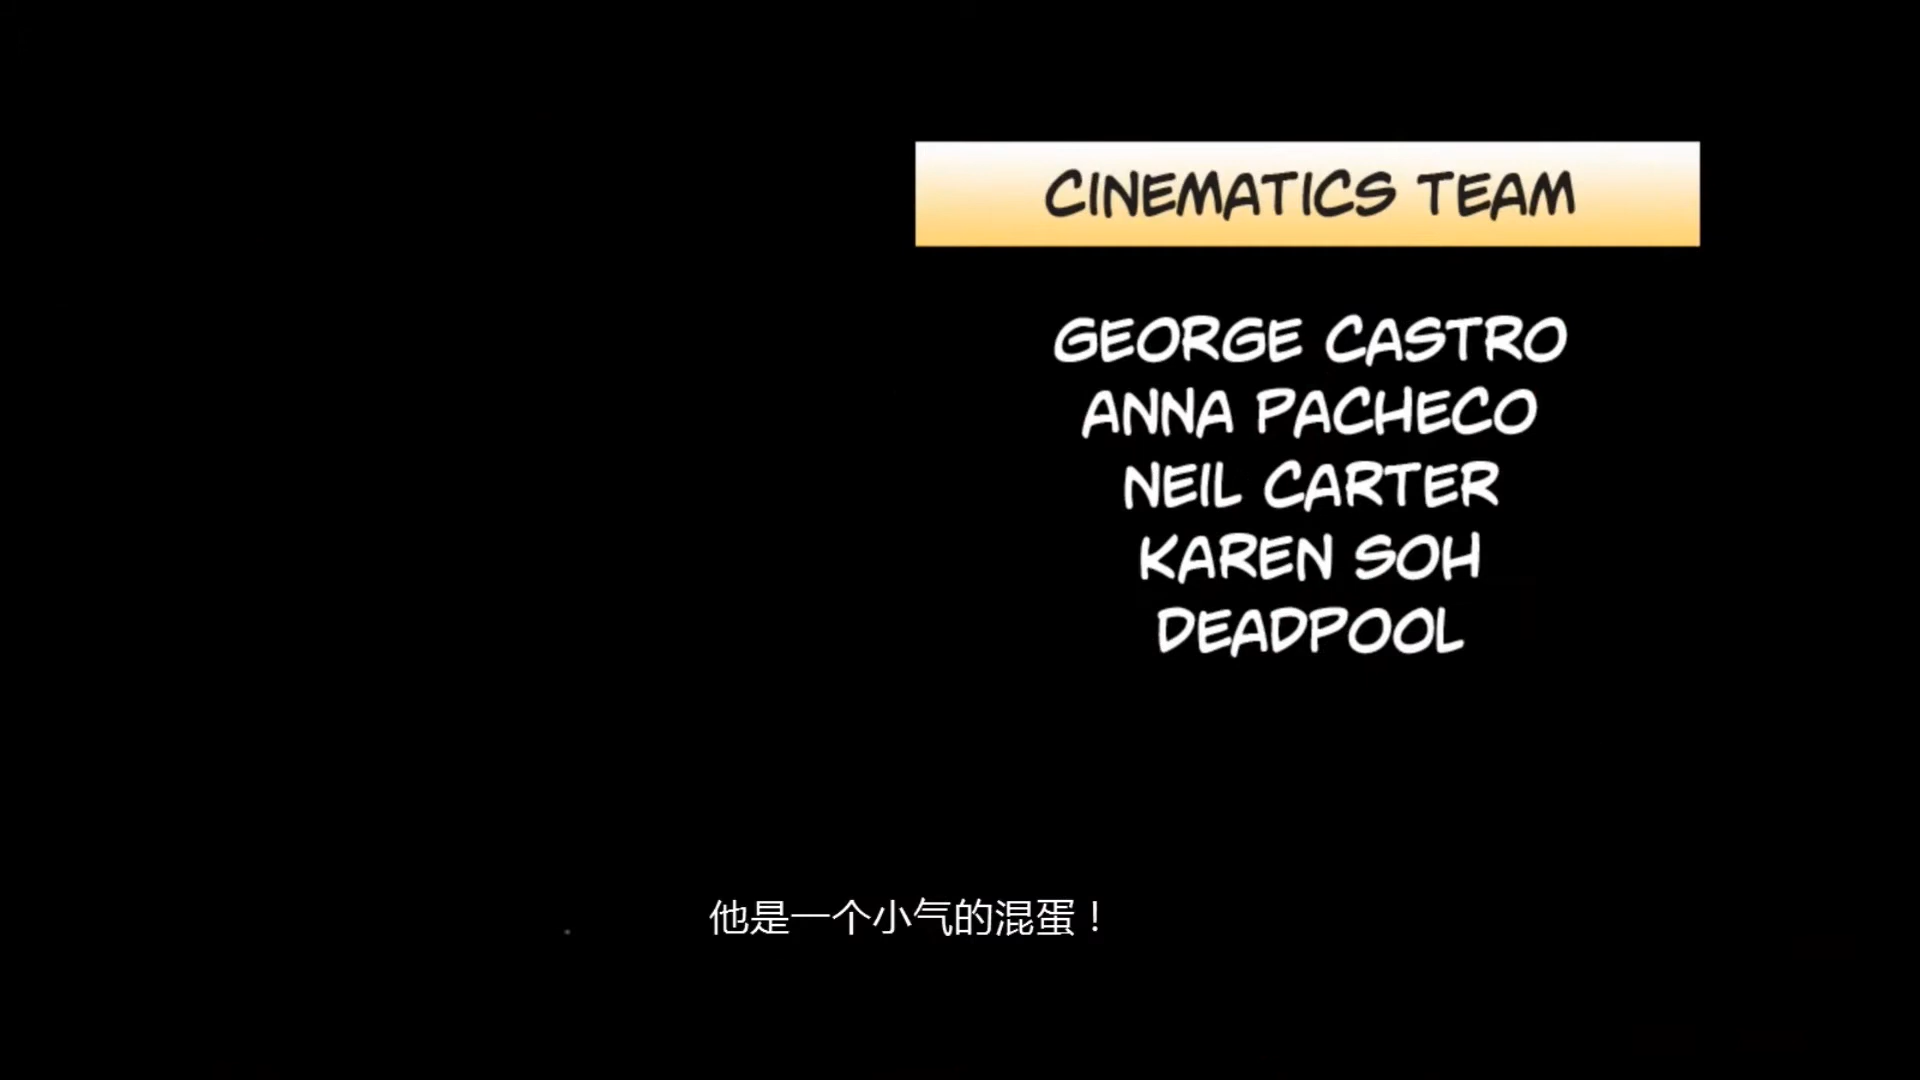 CINEMATICS TEAM
GEORGE CASTRO
ANNA PACHECO
NEIL CARTER
KAREN SOH
DEADPOOL
他是一个小气的混蛋！